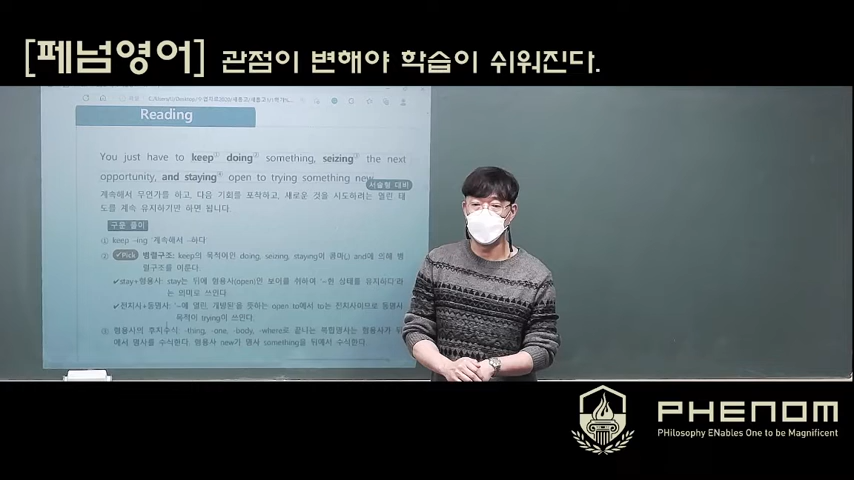 [페넘영어] 관점이 변해야 학습이 쉬워진다.
Reading
You just have to keep① doing② something, seizing③ the next
opportunity, and staying④ open to trying something new.
서술형 대비
계속해서 무언가를 하고, 다음 기회를 포착하고, 새로운 것을 시도하려는 열린 태
도를 계속 유지하기만 하면 됩니다.
구문 풀이
① keep -ing '계속해서 ~하다'
② ✓Pick 병렬구조: keep의 목적어인 doing, seizing, staying이 콤마(,) and에 의해 병
렬구조를 이룬다.
✓stay+형용사: stay는 뒤에 형용사(open)인 보어를 취하여 '~한 상태를 유지하다'라
는 의미로 쓰인다.
✓전치사+동명사: '~에 열린, 개방된'을 뜻하는 open to에서 to는 전치사이므로 동명사
목적어 trying이 쓰인다.
③ 형용사의 후치수식: -thing, -one, -body, -where로 끝나는 복합명사는 형용사가 뒤
에서 명사를 수식한다. 형용사 new가 명사 something을 뒤에서 수식한다.
PHENOM
PHilosophy ENables One to be Magnificent